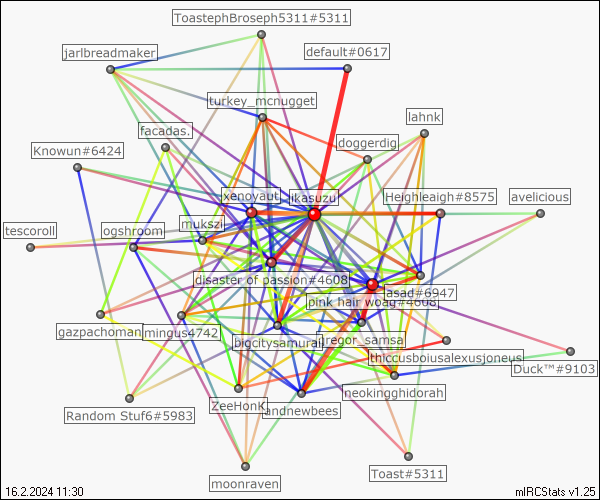 ToastephBroseph5311#5311
jarlbreadmaker
default#0617
turkey_mcnugget
lahnk
facadas.
doggerdig
Knowun#6424
xenoyaut
ikasuzu
Heighleaigh#8575
avelicious
tescoroll
ogshroom
mukszi
disaster of passion#4608
asad#6947
pink hair woag#4608
gazpachoman
mingus4742
bigcitysamurai
gregor_samsa
thiccusboiusalexusjoneus
Duck™#9103
Random Stuf6#5983
ZeeHonK
andnewbees
neokingghidorah
Toast#5311
moonraven
16.2.2024 11:30
mIRCStats v1.25